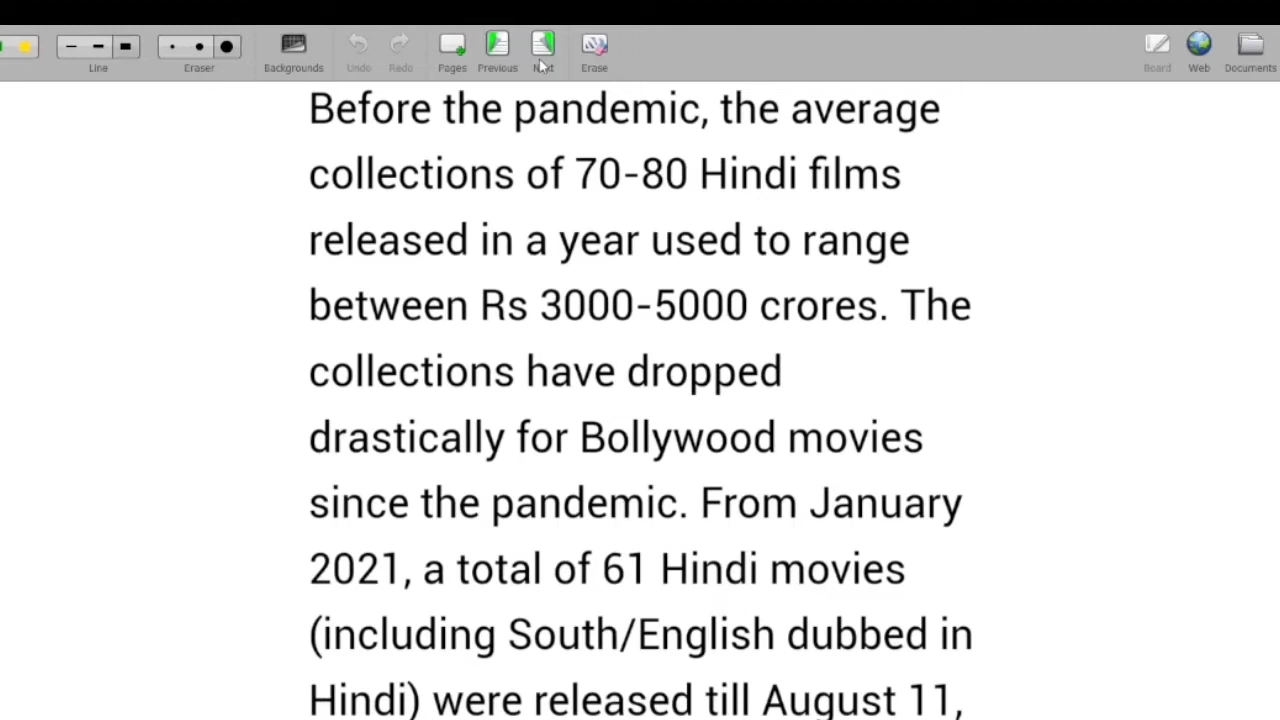 Line
Eraser
Backgrounds
Undo
Redo
Pages
Previous
Erase
Board
Web
Documents
Before the pandemic, the average
collections of 70-80 Hindi films
released in a year used to range
between Rs 3000-5000 crores. The
collections have dropped
drastically for Bollywood movies
since the pandemic. From January
2021, a total of 61 Hindi movies
(including South/English dubbed in
Hindi) were released till August 11,